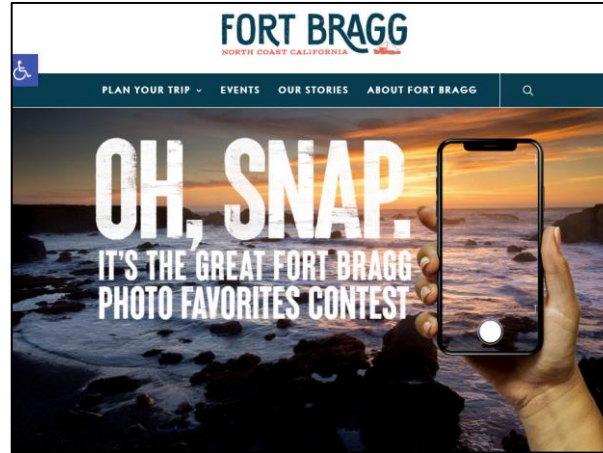 FORT BRAGG
NORTH COAST CALIFORNIA
PLAN YOUR TRIP EVENTS OUR STORIES ABOUT FORT BRAGG
OH, SNAP.
IT'S THE GREAT FORT BRAGG
PHOTO FAVORITES CONTEST